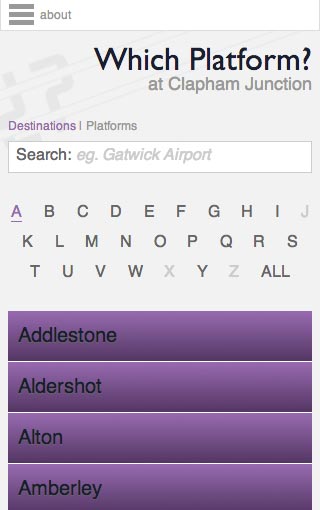 about
Which Platform?
at Clapham Junction
Destinations | Platforms
Search: eg. Gatwick Airport
A B C D E F G H I J
K L M N O P Q R S
T U V W X Y Z ALL
Addlestone
Aldershot
Alton
Amberley